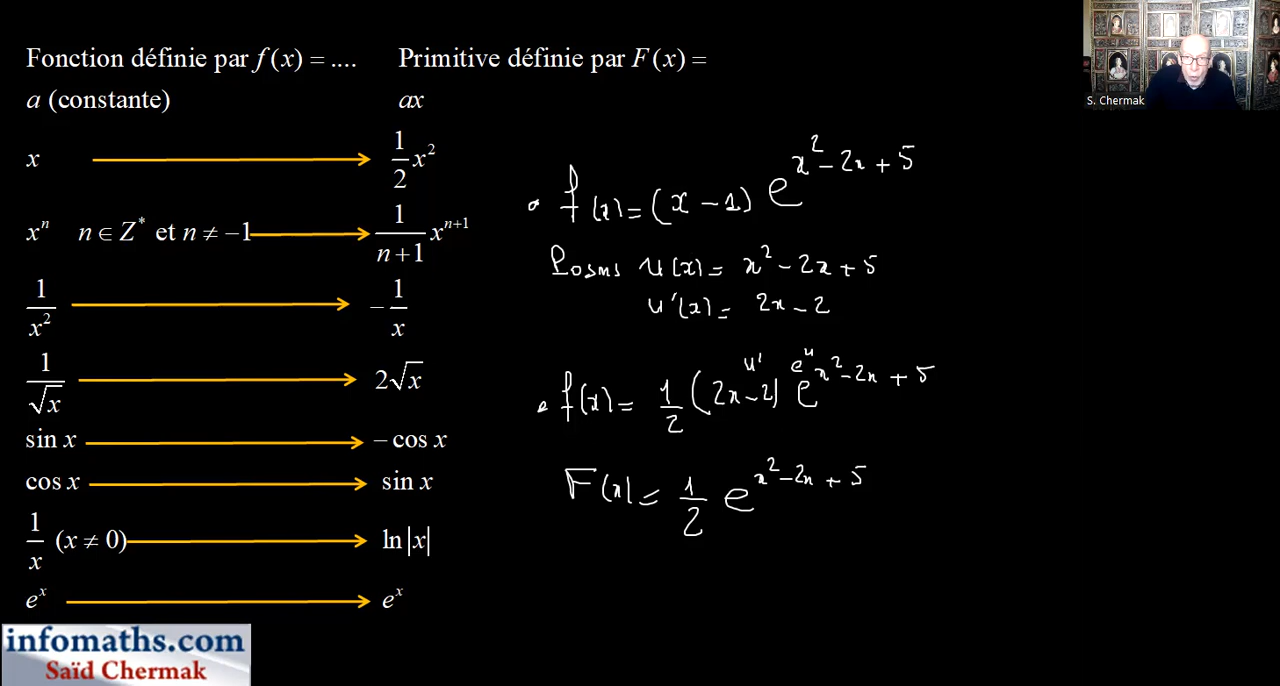 Fonction définie par f(x) = .... Primitive définie par F(x) =
a (constante) ax
x 1/2 x²
xⁿ n ∈ Z* et n ≠ −1 1/(n+1) xⁿ⁺¹
1/x² −1/x
1/√x 2√x
sin x − cos x
cos x sin x
1/x (x ≠ 0) ln|x|
eˣ eˣ
f(x) = (x − 1) e^(x² − 2x + 5)
Posons u(x) = x² − 2x + 5
u'(x) = 2x − 2
u' e^u
f(x) = 1/2 (2x − 2) e^(x² − 2x + 5)
F(x) = 1/2 e^(x² − 2x + 5)
S. Chermak
infomaths.com
Saïd Chermak